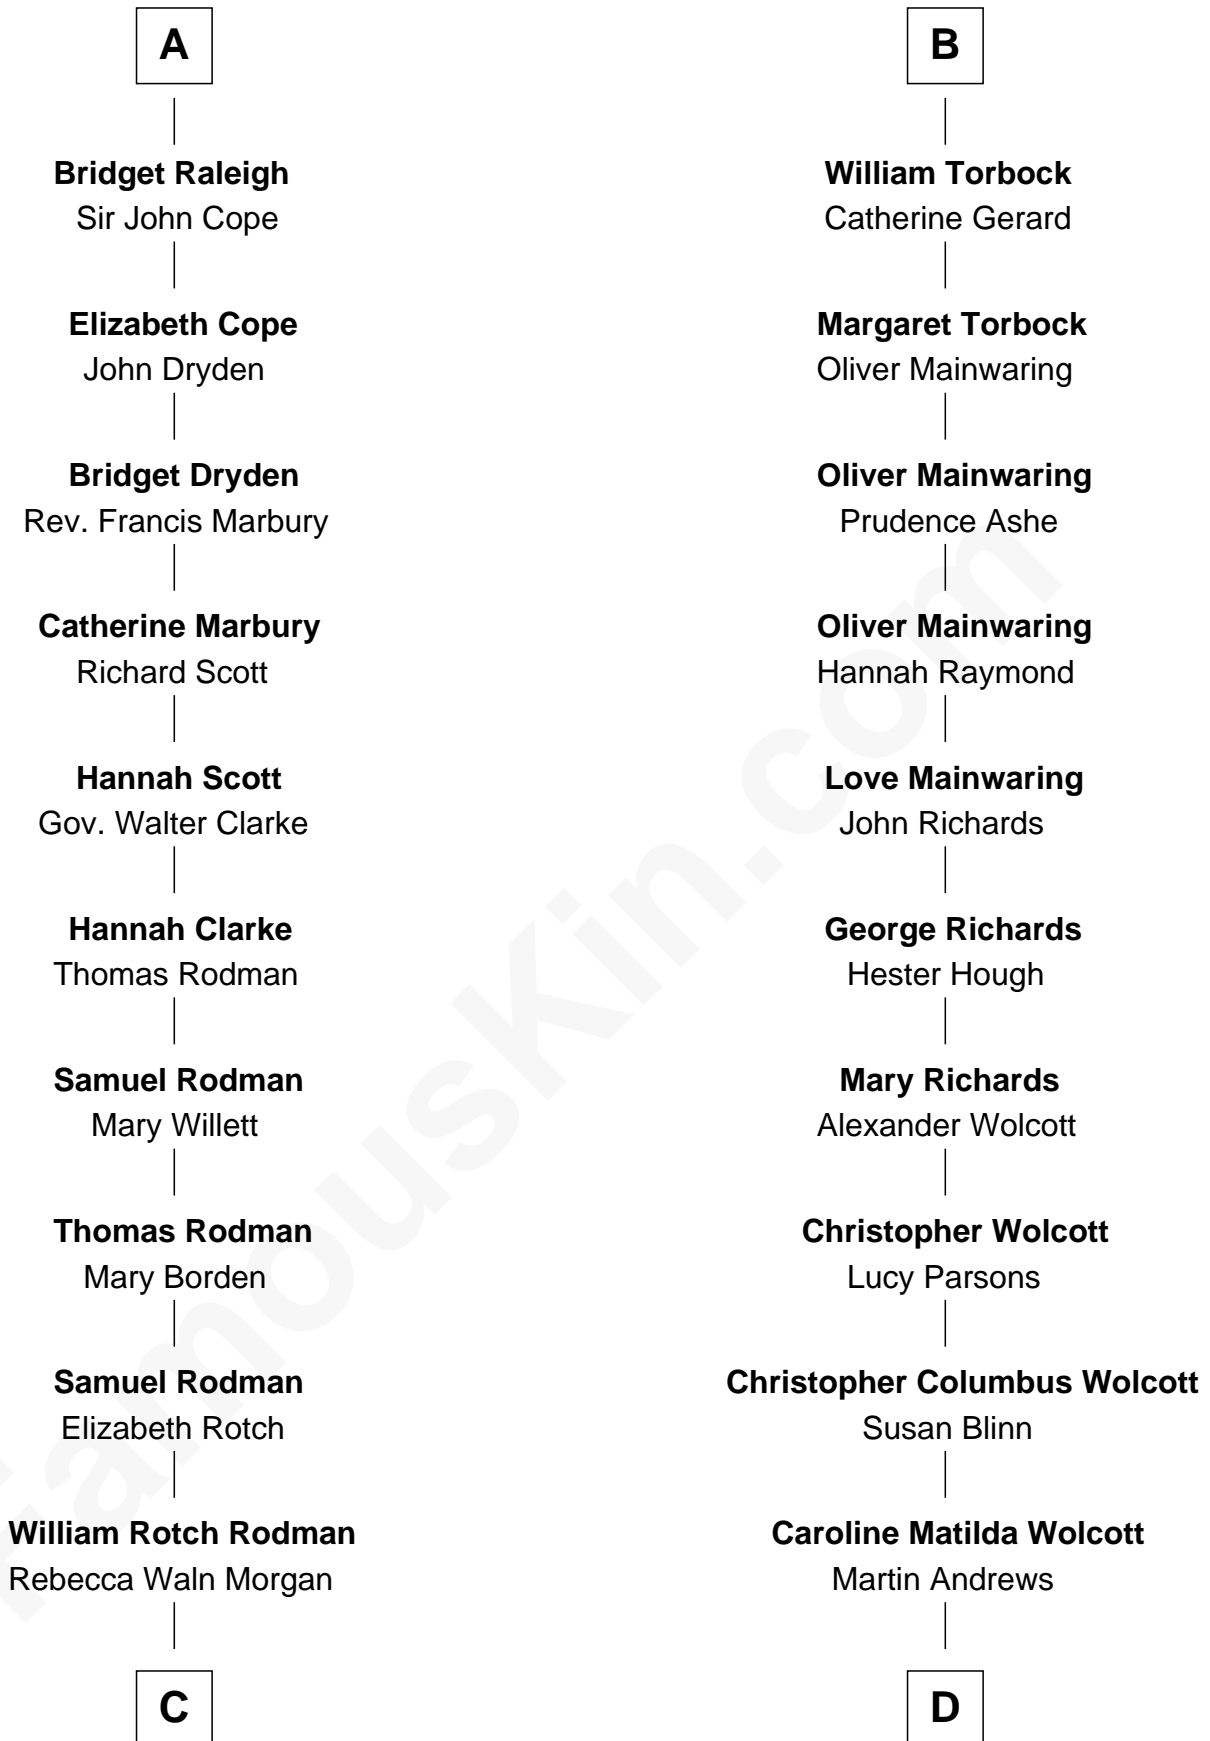 A
Bridget Raleigh
Sir John Cope
Elizabeth Cope
John Dryden
Bridget Dryden
Rev. Francis Marbury
Catherine Marbury
Richard Scott
Hannah Scott
Gov. Walter Clarke
Hannah Clarke
Thomas Rodman
Samuel Rodman
Mary Willett
Thomas Rodman
Mary Borden
Samuel Rodman
Elizabeth Rotch
William Rotch Rodman
Rebecca Waln Morgan
C
B
William Torbock
Catherine Gerard
Margaret Torbock
Oliver Mainwaring
Oliver Mainwaring
Prudence Ashe
Oliver Mainwaring
Hannah Raymond
Love Mainwaring
John Richards
George Richards
Hester Hough
Mary Richards
Alexander Wolcott
Christopher Wolcott
Lucy Parsons
Christopher Columbus Wolcott
Susan Blinn
Caroline Matilda Wolcott
Martin Andrews
D
FamousKin.com